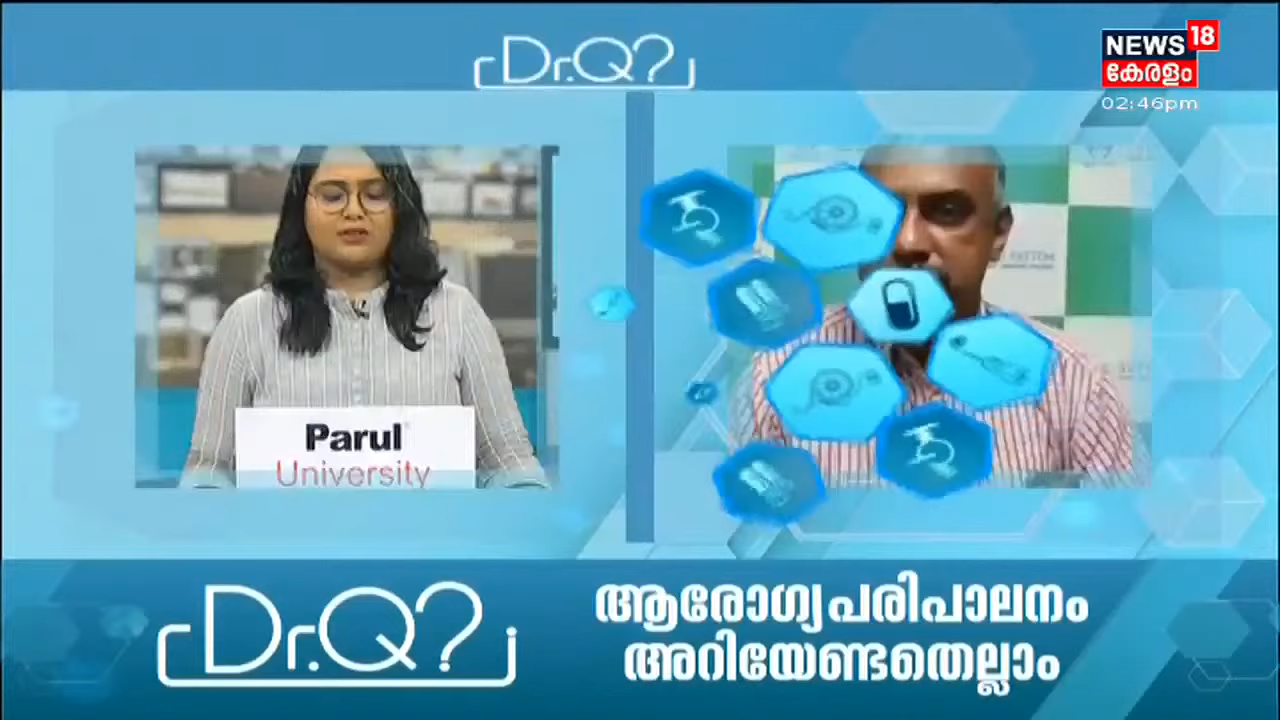 Dr.Q?
NEWS 18
കേരളം
02:46pm
Parul
University
Dr.Q?
ആരോഗ്യപരിപാലനം
അറിയേണ്ടതെല്ലാം